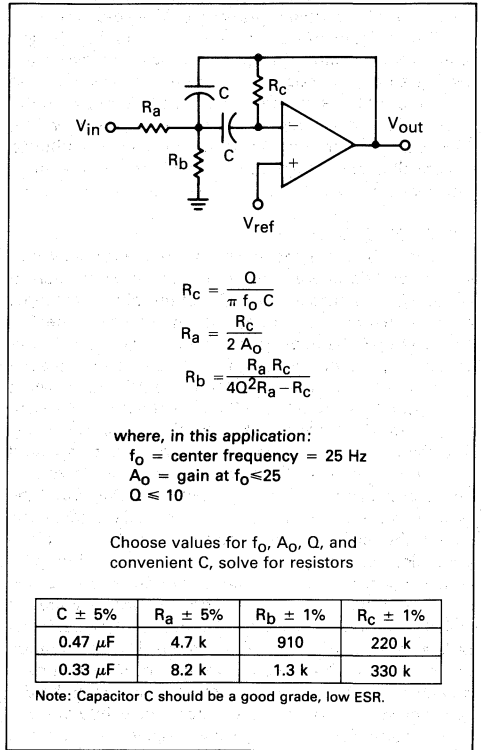 C
Rc
Ra
Vin
Rb
C
−
+
Vout
Vref
Rc = Q / π fo C
Ra = Rc / 2 Ao
Rb = Ra Rc / 4Q²Ra − Rc
where, in this application:
fo = center frequency = 25 Hz
Ao = gain at fo ≤ 25
Q ≤ 10
Choose values for fo, Ao, Q, and
convenient C, solve for resistors
C ± 5% Ra ± 5% Rb ± 1% Rc ± 1%
0.47 μF 4.7 k 910 220 k
0.33 μF 8.2 k 1.3 k 330 k
Note: Capacitor C should be a good grade, low ESR.